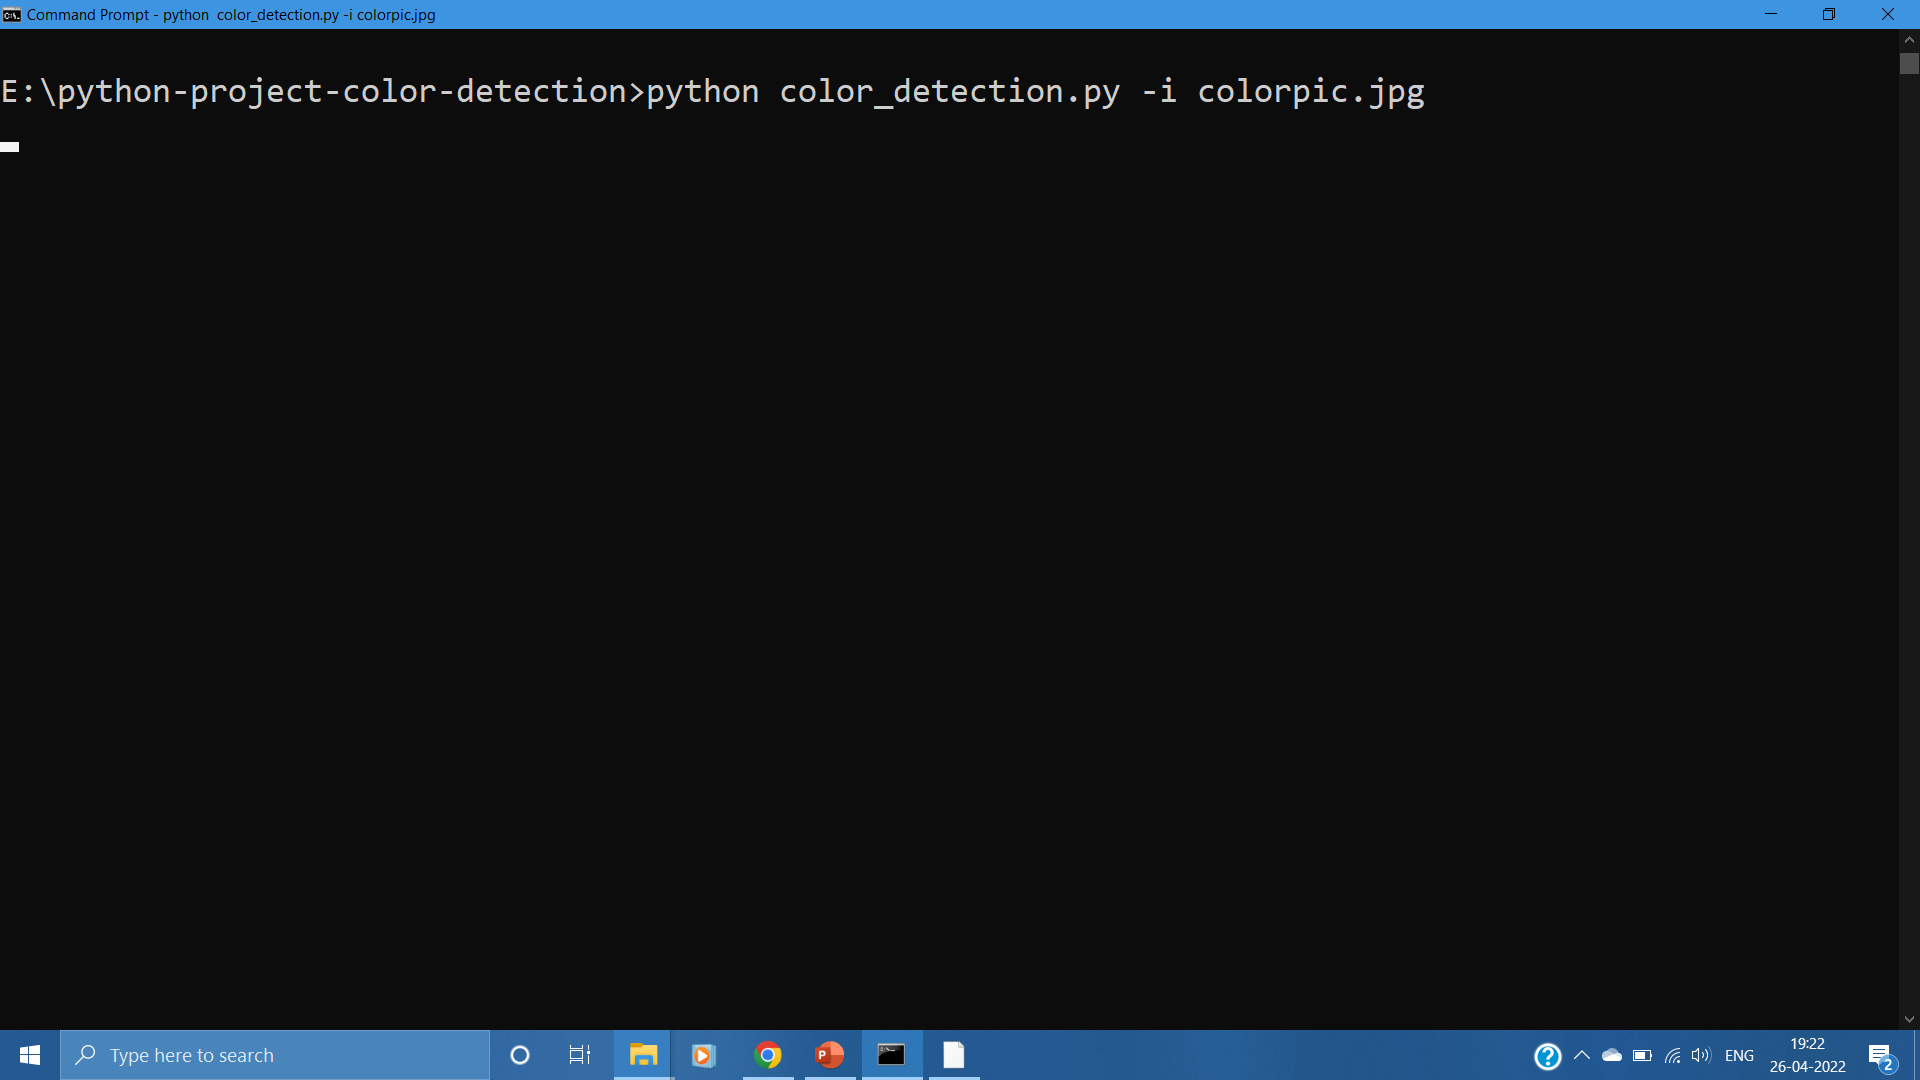 Command Prompt - python  color_detection.py -i colorpic.jpg
E:\python-project-color-detection>python color_detection.py -i colorpic.jpg
Type here to search
ENG
19:22
26-04-2022
2